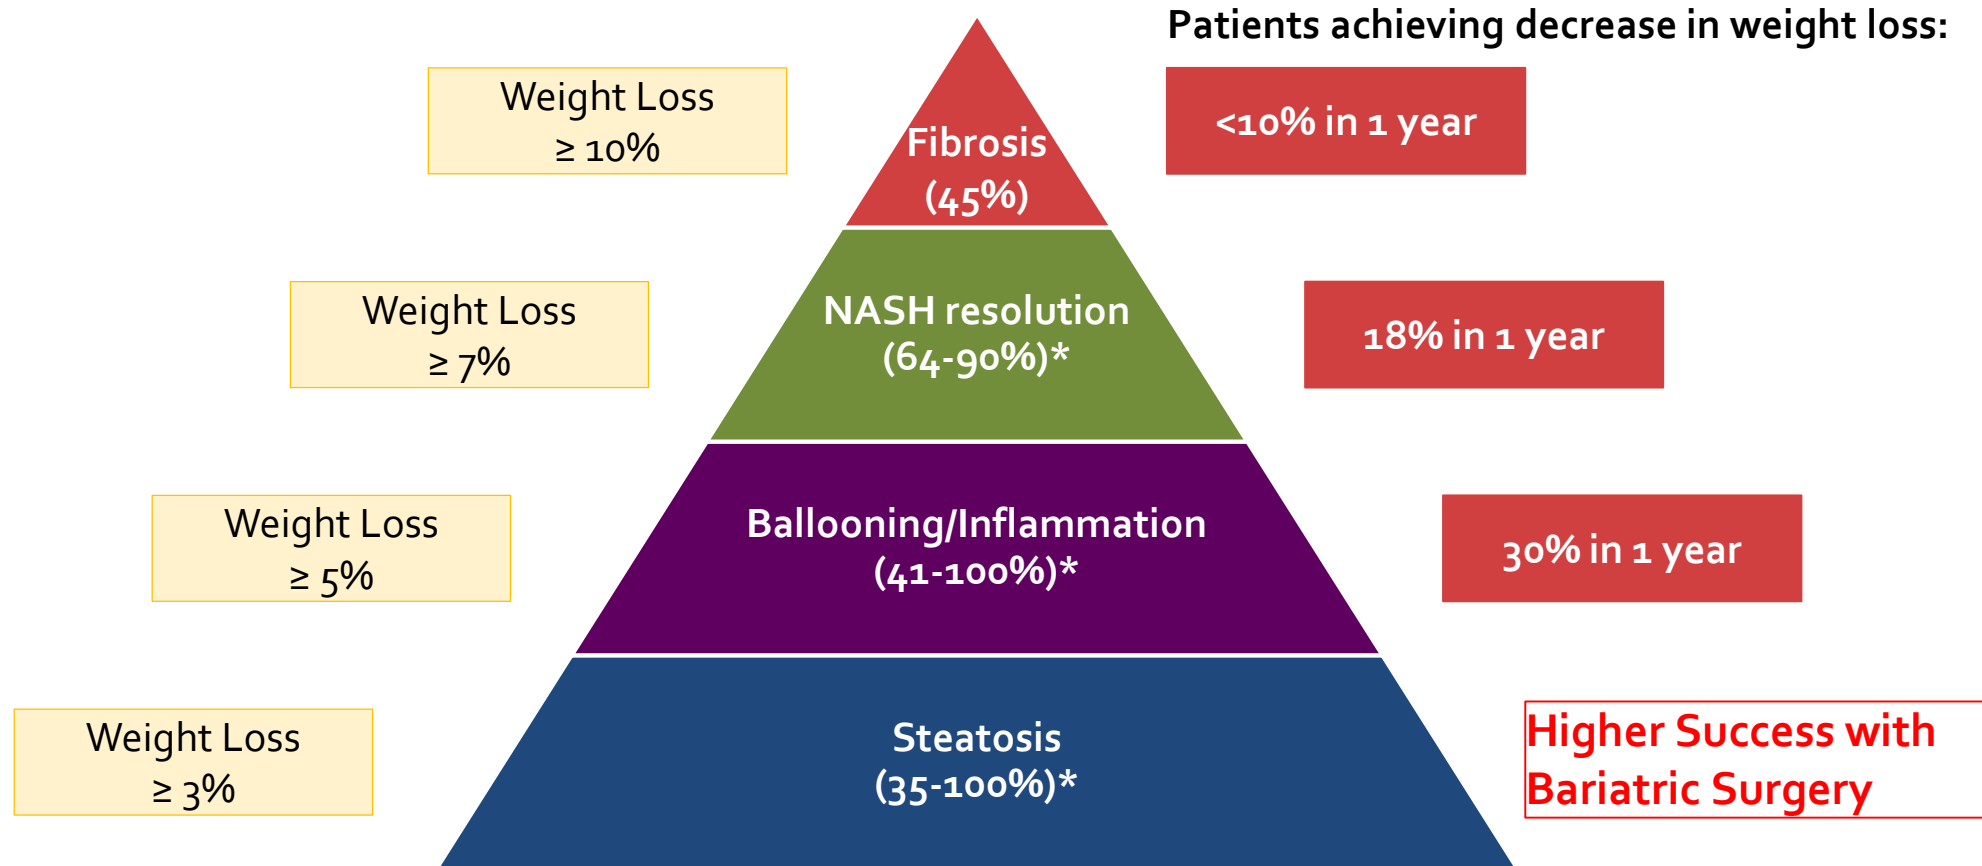 Patients achieving decrease in weight loss:
Weight Loss
≥ 10%
Fibrosis
(45%)
<10% in 1 year
Weight Loss
≥ 7%
NASH resolution
(64-90%)*
18% in 1 year
Weight Loss
≥ 5%
Ballooning/Inflammation
(41-100%)*
30% in 1 year
Weight Loss
≥ 3%
Steatosis
(35-100%)*
Higher Success with
Bariatric Surgery